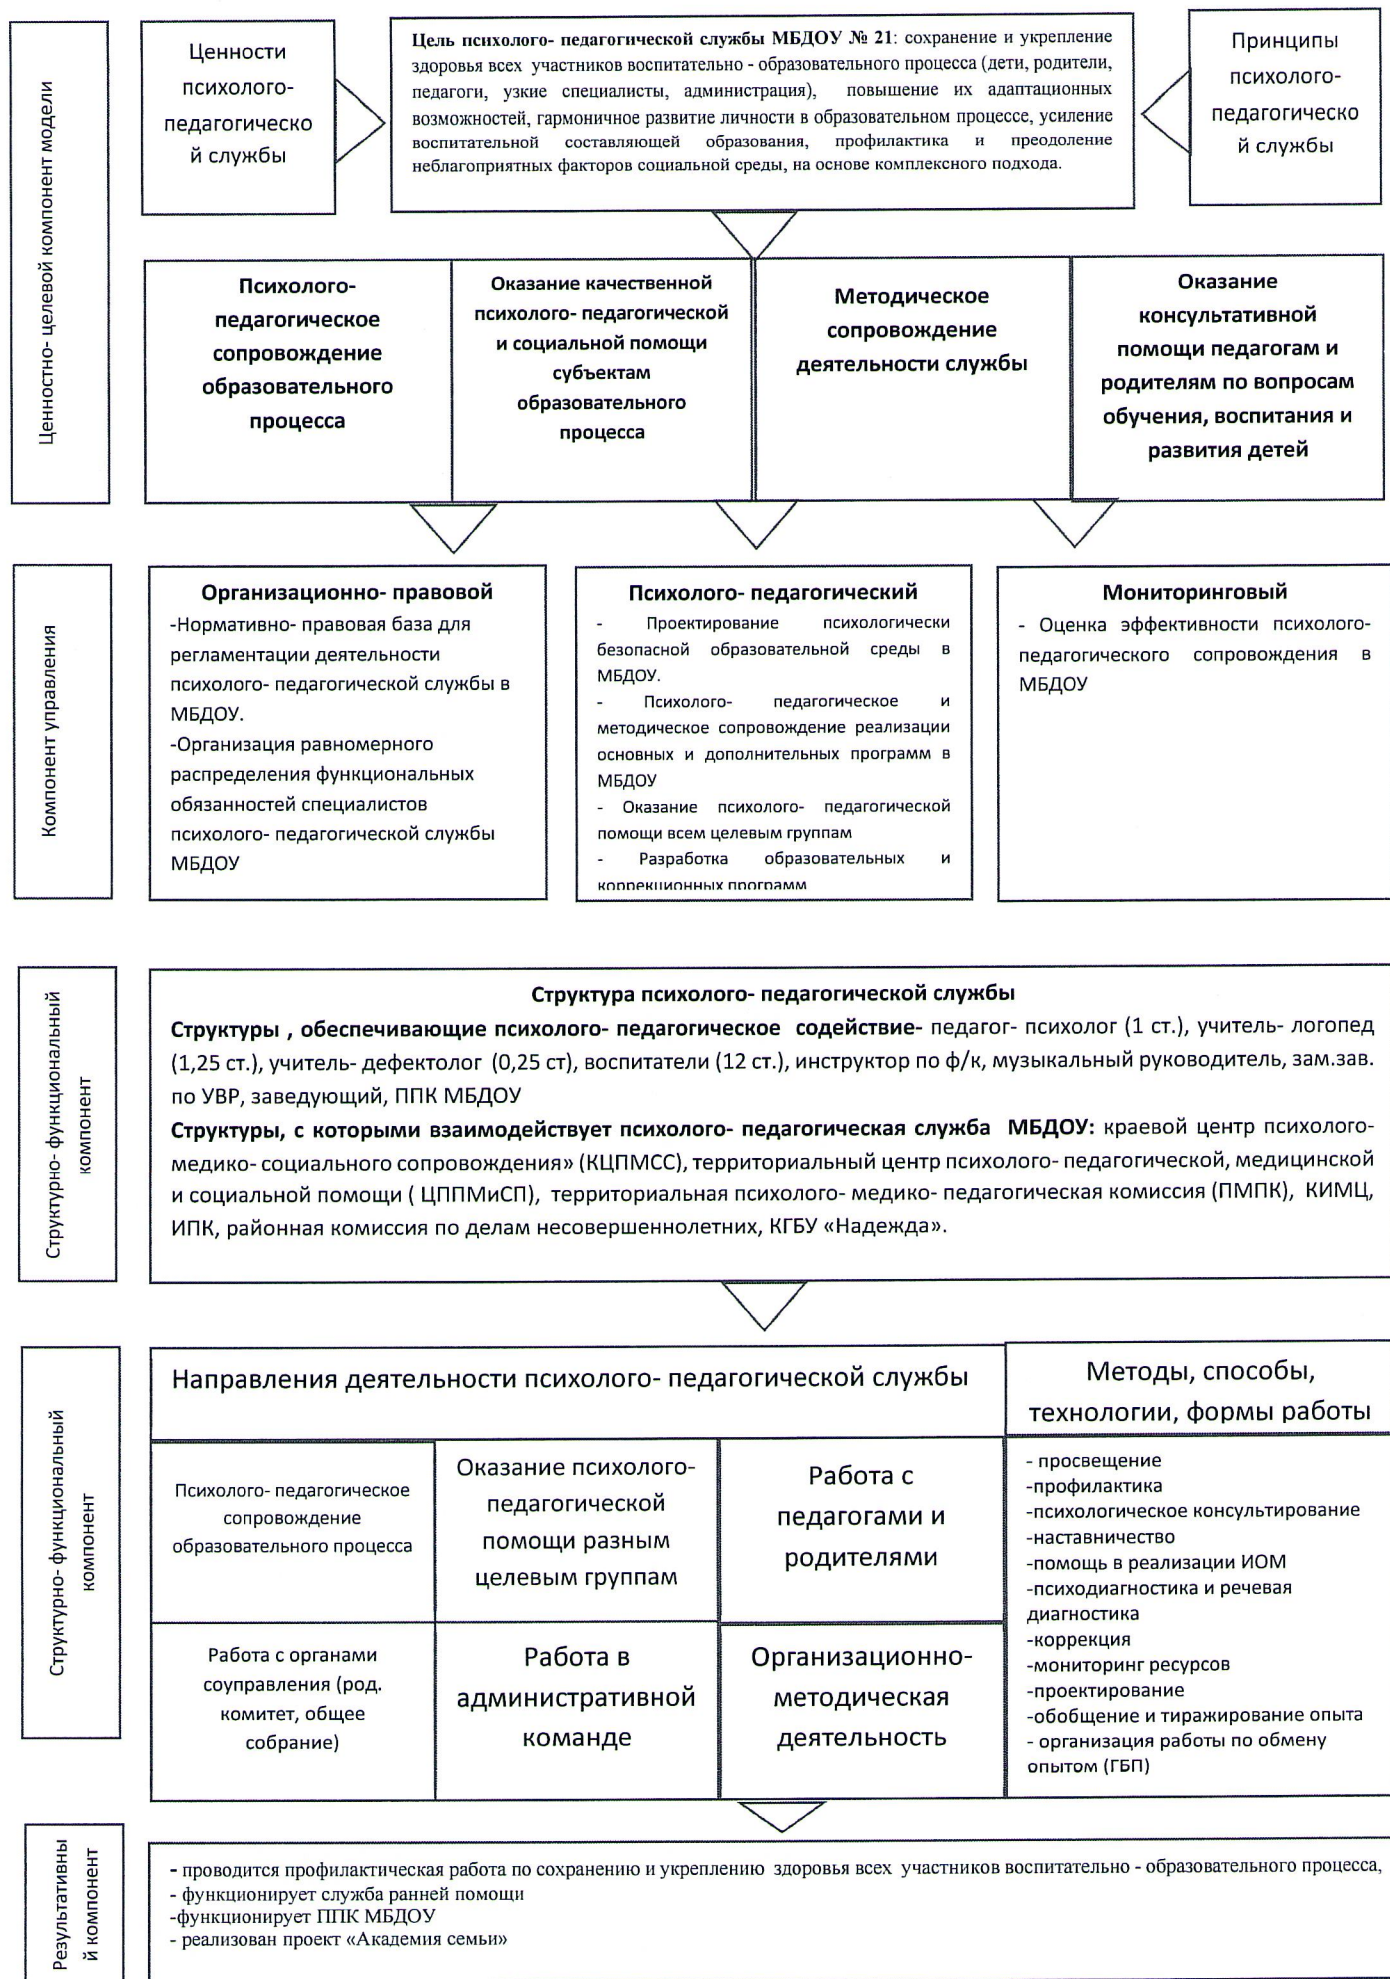 Ценностно- целевой компонент модели
Ценности
психолого-
педагогическо
й службы
Цель психолого- педагогической службы МБДОУ № 21: сохранение и укрепление
здоровья всех участников воспитательно - образовательного процесса (дети, родители,
педагоги, узкие специалисты, администрация), повышение их адаптационных
возможностей, гармоничное развитие личности в образовательном процессе, усиление
воспитательной составляющей образования, профилактика и преодоление
неблагоприятных факторов социальной среды, на основе комплексного подхода.
Принципы
психолого-
педагогическо
й службы
Психолого-
педагогическое
сопровождение
образовательного
процесса
Оказание качественной
психолого- педагогической
и социальной помощи
субъектам
образовательного
процесса
Методическое
сопровождение
деятельности службы
Оказание
консультативной
помощи педагогам и
родителям по вопросам
обучения, воспитания и
развития детей
Компонент управления
Организационно- правовой
-Нормативно- правовая база для
регламентации деятельности
психолого- педагогической службы в
МБДОУ.
-Организация равномерного
распределения функциональных
обязанностей специалистов
психолого- педагогической службы
МБДОУ
Психолого- педагогический
- Проектирование психологически
безопасной образовательной среды в
МБДОУ.
- Психолого- педагогическое и
методическое сопровождение реализации
основных и дополнительных программ в
МБДОУ
- Оказание психолого- педагогической
помощи всем целевым группам
- Разработка образовательных и
коррекционных программ
Мониторинговый
- Оценка эффективности психолого-
педагогического сопровождения в
МБДОУ
Структурно- функциональный
компонент
Структура психолого- педагогической службы
Структуры , обеспечивающие психолого- педагогическое содействие- педагог- психолог (1 ст.), учитель- логопед
(1,25 ст.), учитель- дефектолог (0,25 ст), воспитатели (12 ст.), инструктор по ф/к, музыкальный руководитель, зам.зав.
по УВР, заведующий, ППК МБДОУ
Структуры, с которыми взаимодействует психолого- педагогическая служба МБДОУ: краевой центр психолого-
медико- социального сопровождения» (КЦПМСС), территориальный центр психолого- педагогической, медицинской
и социальной помощи ( ЦППМиСП), территориальная психолого- медико- педагогическая комиссия (ПМПК), КИМЦ,
ИПК, районная комиссия по делам несовершеннолетних, КГБУ «Надежда».
Структурно- функциональный
компонент
Направления деятельности психолого- педагогической службы
Методы, способы,
технологии, формы работы
Психолого- педагогическое
сопровождение
образовательного процесса
Оказание психолого-
педагогической
помощи разным
целевым группам
Работа с
педагогами и
родителями
Работа с органами
соуправления (род.
комитет, общее
собрание)
Работа в
административной
команде
Организационно-
методическая
деятельность
- просвещение
-профилактика
-психологическое консультирование
-наставничество
-помощь в реализации ИОМ
-психодиагностика и речевая
диагностика
-коррекция
-мониторинг ресурсов
-проектирование
-обобщение и тиражирование опыта
- организация работы по обмену
опытом (ГБП)
Результативны
й компонент
- проводится профилактическая работа по сохранению и укреплению здоровья всех участников воспитательно - образовательного процесса,
- функционирует служба ранней помощи
-функционирует ППК МБДОУ
- реализован проект «Академия семьи»